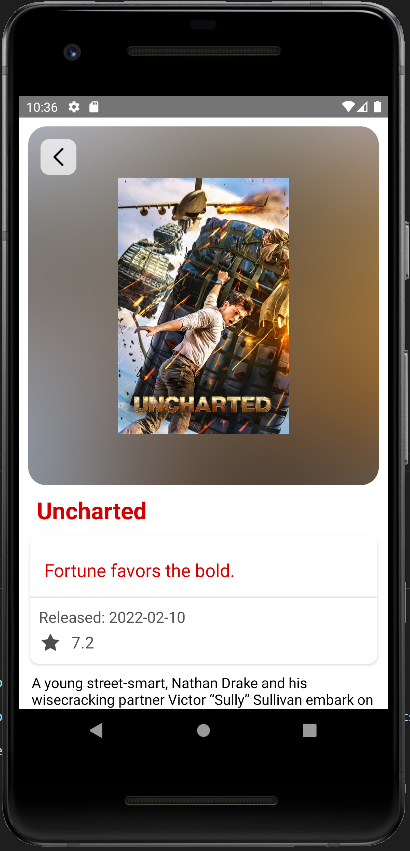 10:36
UNCHARTED
Uncharted
Fortune favors the bold.
Released: 2022-02-10
7.2
A young street-smart, Nathan Drake and his
wisecracking partner Victor “Sully” Sullivan embark on